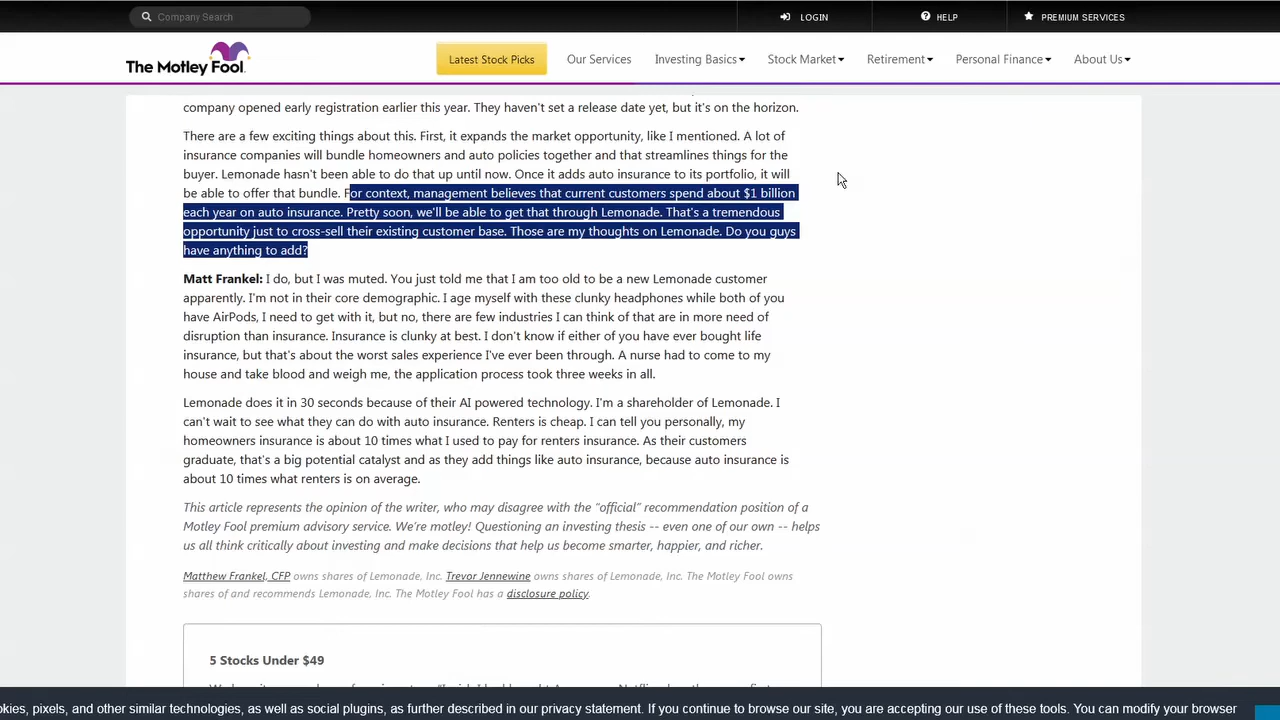 Company Search
LOGIN
HELP
PREMIUM SERVICES
The Motley Fool.
Latest Stock Picks
Our Services
Investing Basics
Stock Market
Retirement
Personal Finance
About Us
company opened early registration earlier this year. They haven't set a release date yet, but it's on the horizon.
There are a few exciting things about this. First, it expands the market opportunity, like I mentioned. A lot of
insurance companies will bundle homeowners and auto policies together and that streamlines things for the
buyer. Lemonade hasn't been able to do that up until now. Once it adds auto insurance to its portfolio, it will
be able to offer that bundle. For context, management believes that current customers spend about $1 billion
each year on auto insurance. Pretty soon, we'll be able to get that through Lemonade. That's a tremendous
opportunity just to cross-sell their existing customer base. Those are my thoughts on Lemonade. Do you guys
have anything to add?
Matt Frankel: I do, but I was muted. You just told me that I am too old to be a new Lemonade customer
apparently. I'm not in their core demographic. I age myself with these clunky headphones while both of you
have AirPods, I need to get with it, but no, there are few industries I can think of that are in more need of
disruption than insurance. Insurance is clunky at best. I don't know if either of you have ever bought life
insurance, but that's about the worst sales experience I've ever been through. A nurse had to come to my
house and take blood and weigh me, the application process took three weeks in all.
Lemonade does it in 30 seconds because of their AI powered technology. I'm a shareholder of Lemonade. I
can't wait to see what they can do with auto insurance. Renters is cheap. I can tell you personally, my
homeowners insurance is about 10 times what I used to pay for renters insurance. As their customers
graduate, that's a big potential catalyst and as they add things like auto insurance, because auto insurance is
about 10 times what renters is on average.
This article represents the opinion of the writer, who may disagree with the “official” recommendation position of a
Motley Fool premium advisory service. We’re motley! Questioning an investing thesis -- even one of our own -- helps
us all think critically about investing and make decisions that help us become smarter, happier, and richer.
Matthew Frankel, CFP owns shares of Lemonade, Inc. Trevor Jennewine owns shares of Lemonade, Inc. The Motley Fool owns
shares of and recommends Lemonade, Inc. The Motley Fool has a disclosure policy.
5 Stocks Under $49
okies, pixels, and other similar technologies, as well as social plugins, as further described in our privacy statement. If you continue to browse our site, you are accepting our use of these tools. You can modify your browser